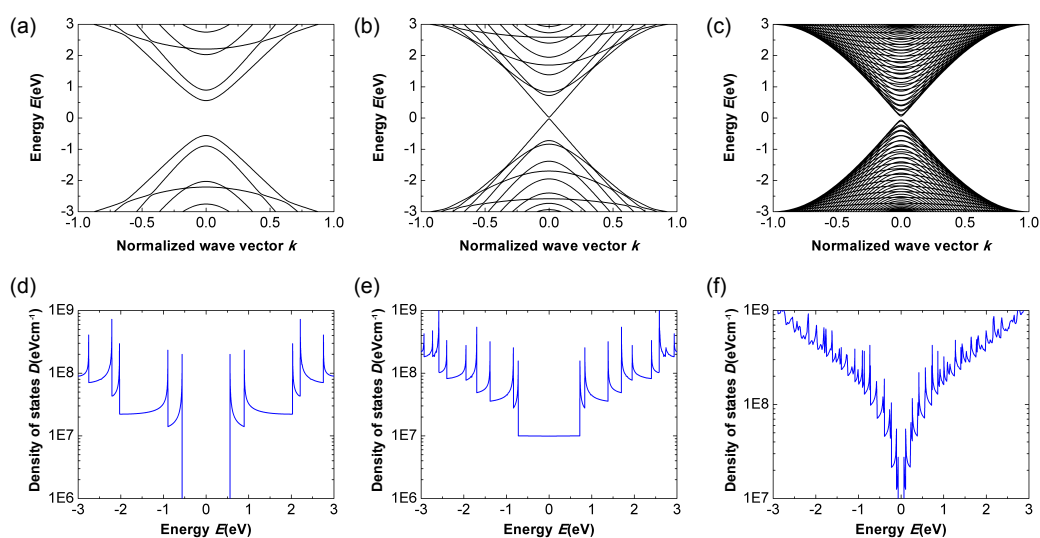 (a)
3
2
1
0
-1
-2
-3
-1.0 -0.5 0.0 0.5 1.0
Energy E(eV)
Normalized wave vector k
(b)
3
2
1
0
-1
-2
-3
-1.0 -0.5 0.0 0.5 1.0
Energy E(eV)
Normalized wave vector k
(c)
3
2
1
0
-1
-2
-3
-1.0 -0.5 0.0 0.5 1.0
Energy E(eV)
Normalized wave vector k
(d)
1E9
1E8
1E7
1E6
-3 -2 -1 0 1 2 3
Density of states D(eVcm⁻¹)
Energy E(eV)
(e)
1E9
1E8
1E7
1E6
-3 -2 -1 0 1 2 3
Density of states D(eVcm⁻¹)
Energy E(eV)
(f)
1E9
1E8
1E7
-3 -2 -1 0 1 2 3
Density of states D(eVcm⁻¹)
Energy E(eV)